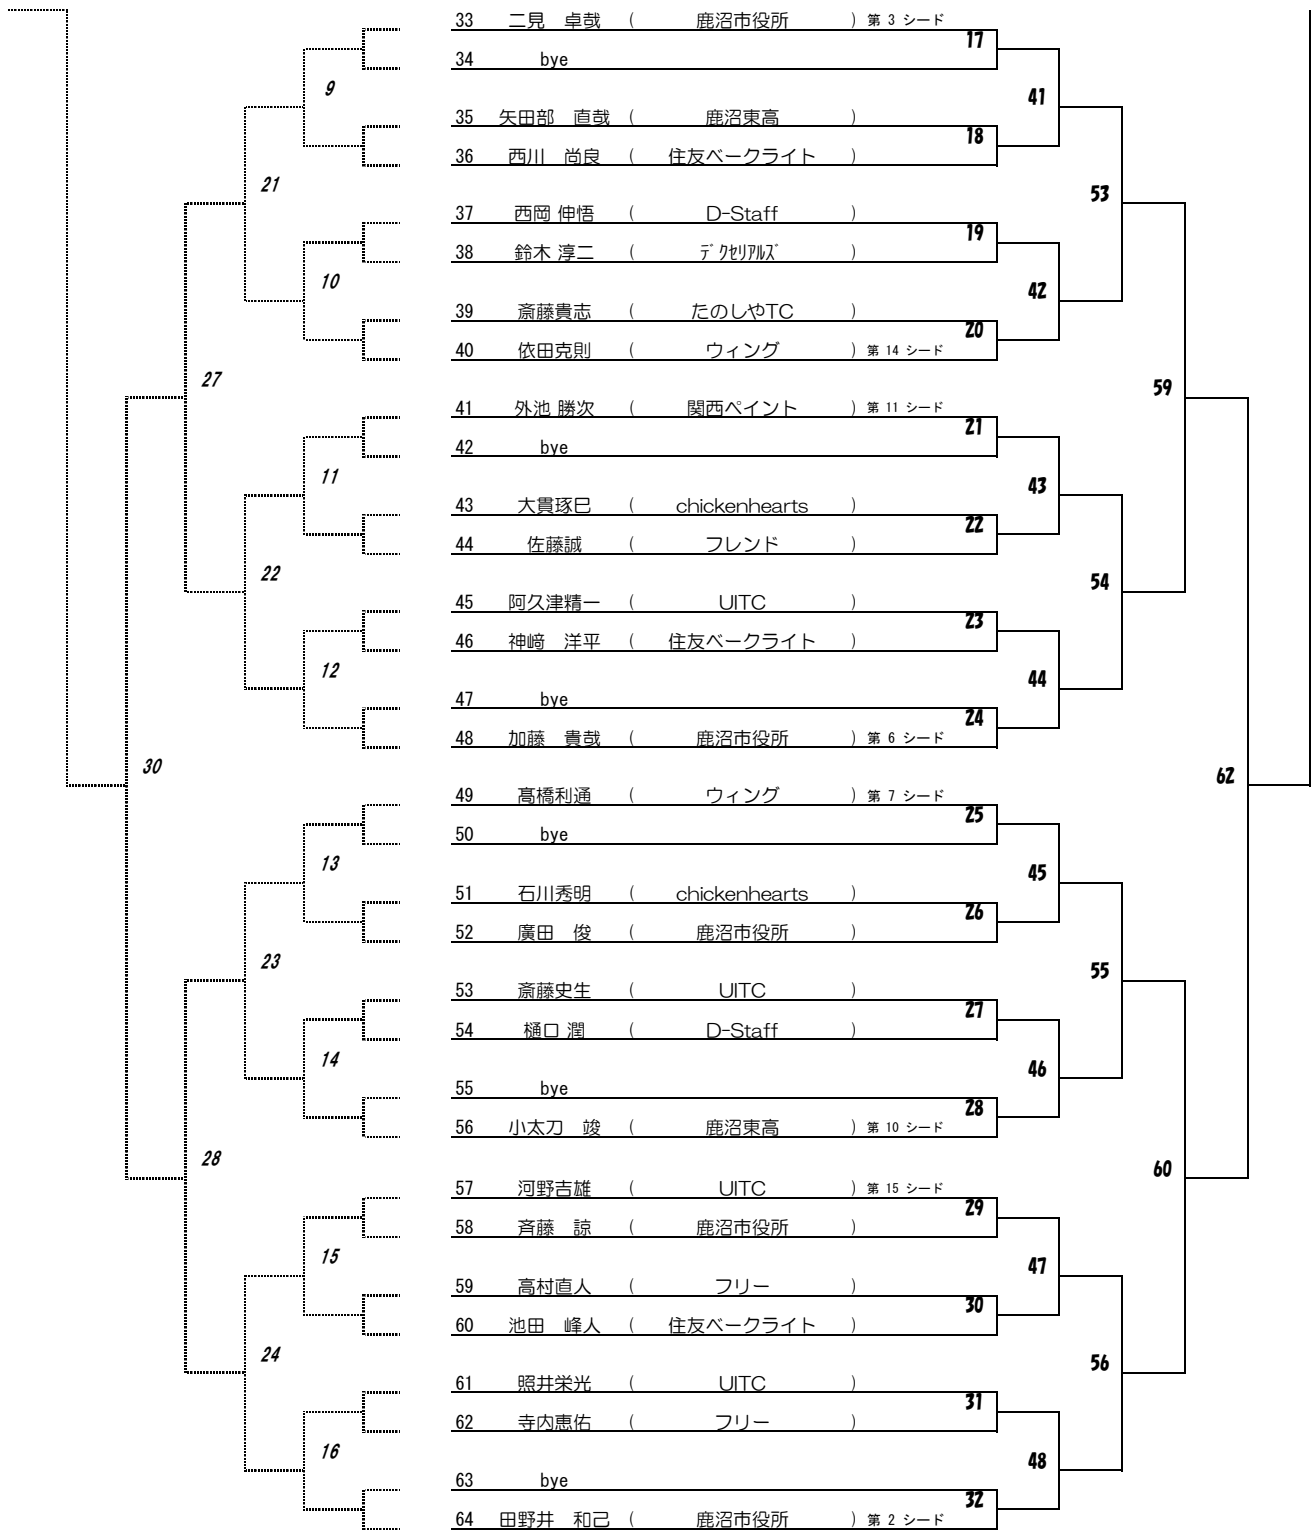 33 二見 卓哉 ( 鹿沼市役所 ) 第 3 シード
17
34 bye
9
41
35 矢田部 直哉 ( 鹿沼東高 )
18
36 西川 尚良 ( 住友ベークライト )
21
53
37 西岡 伸悟 ( D-Staff )
19
38 鈴木 淳二 ( デクセリアルズ )
10
42
39 斎藤貴志 ( たのしやTC )
20
40 依田克則 ( ウィング ) 第 14 シード
27
59
41 外池 勝次 ( 関西ペイント ) 第 11 シード
21
42 bye
11
43
43 大貫琢巳 ( chickenhearts )
22
44 佐藤誠 ( フレンド )
22
54
45 阿久津精一 ( UITC )
23
46 神﨑 洋平 ( 住友ベークライト )
12
44
47 bye
24
48 加藤 貴哉 ( 鹿沼市役所 ) 第 6 シード
30
62
49 髙橋利通 ( ウィング ) 第 7 シード
25
50 bye
13
45
51 石川秀明 ( chickenhearts )
26
52 廣田 俊 ( 鹿沼市役所 )
23
55
53 斎藤史生 ( UITC )
27
54 樋口 潤 ( D-Staff )
14
46
55 bye
28
56 小太刀 竣 ( 鹿沼東高 ) 第 10 シード
28
60
57 河野吉雄 ( UITC ) 第 15 シード
29
58 斉藤 諒 ( 鹿沼市役所 )
15
47
59 高村直人 ( フリー )
30
60 池田 峰人 ( 住友ベークライト )
24
56
61 照井栄光 ( UITC )
31
62 寺内恵佑 ( フリー )
16
48
63 bye
32
64 田野井 和己 ( 鹿沼市役所 ) 第 2 シード